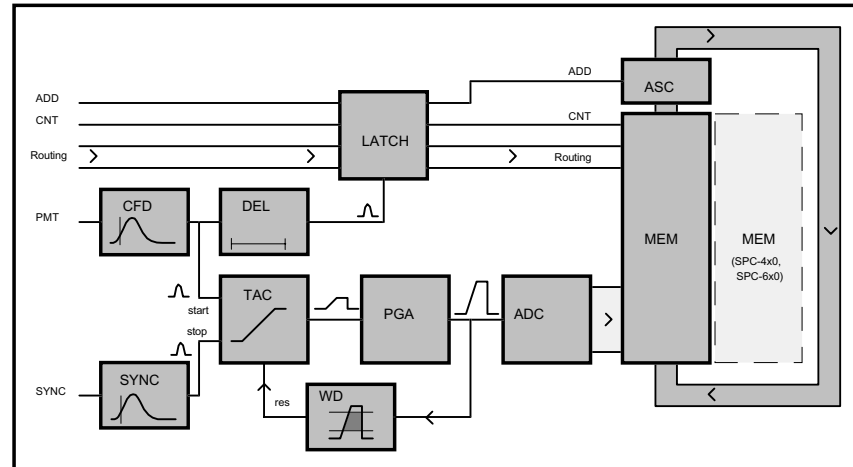 ADD
ASC
ADD
CNT
CNT
LATCH
Routing
Routing
CFD
DEL
PMT
MEM
MEM
(SPC-4x0,
SPC-6x0)
TAC
start
PGA
ADC
stop
SYNC
SYNC
res
WD